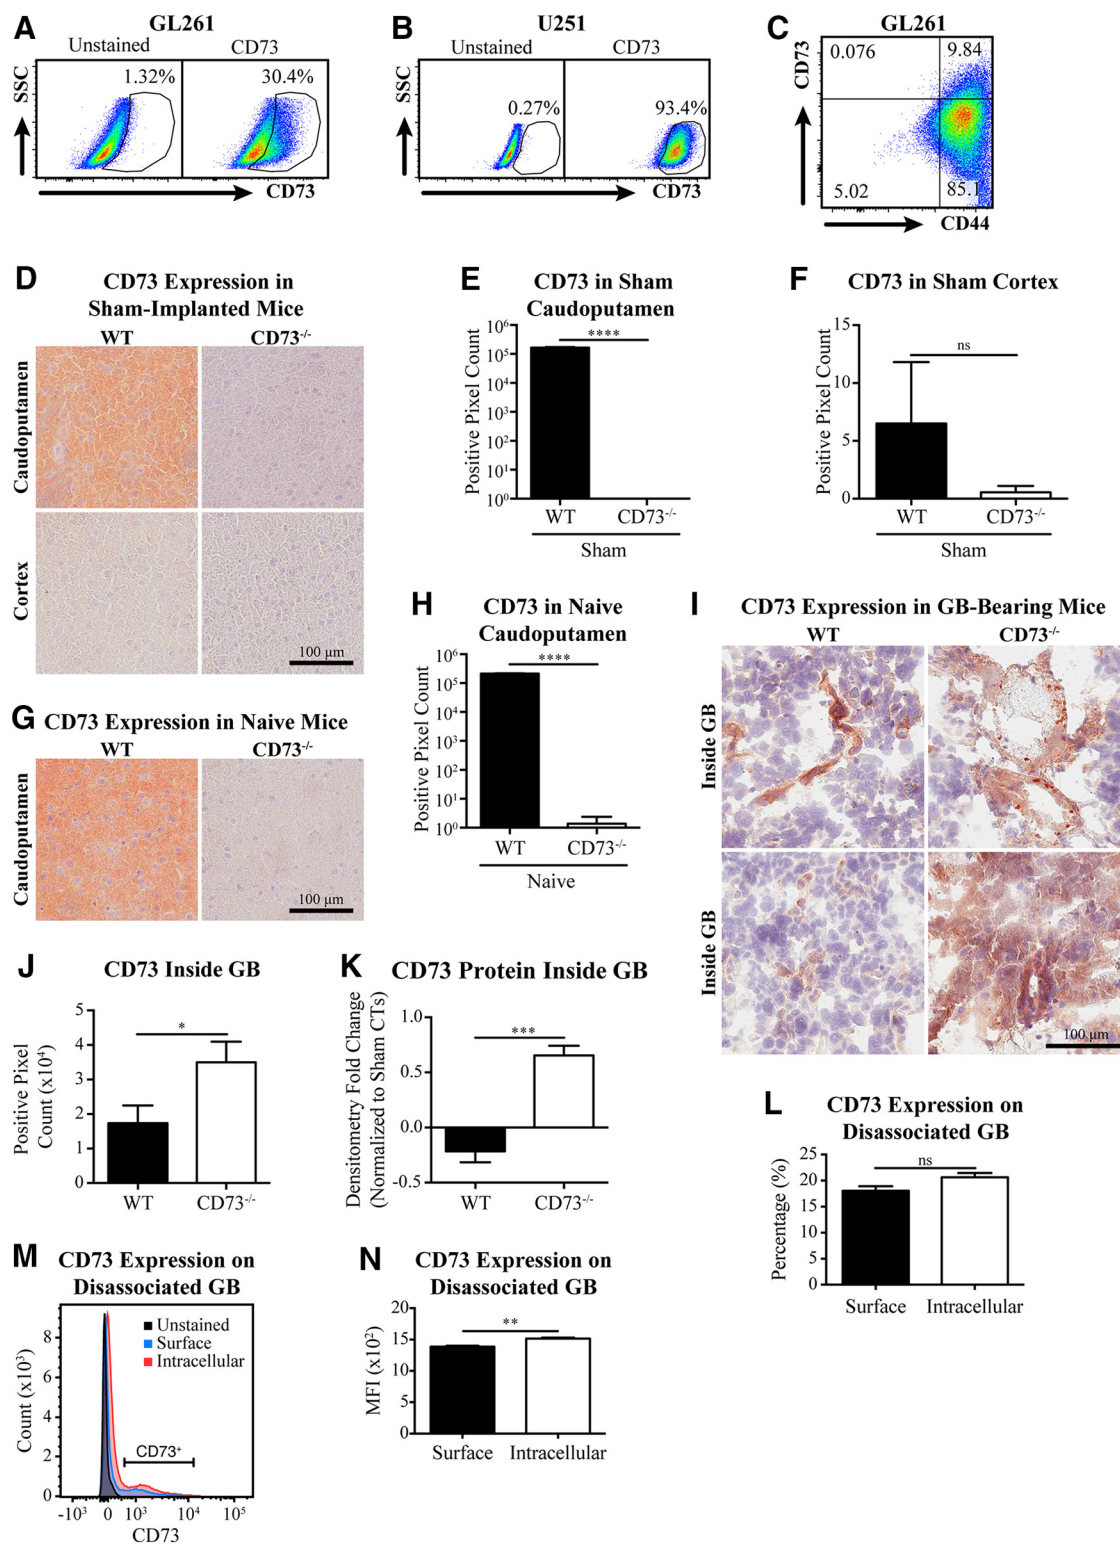 A
GL261
Unstained
CD73
SSC
1.32%
30.4%
CD73
B
U251
Unstained
CD73
SSC
0.27%
93.4%
CD73
C
GL261
CD73
0.076
9.84
5.02
85.1
CD44
D
CD73 Expression in
Sham-Implanted Mice
WT
CD73-/-
Caudoputamen
Cortex
100 µm
E
CD73 in Sham
Caudoputamen
Positive Pixel Count
10⁶
10⁵
10⁴
10³
10²
10¹
10⁰
****
WT
CD73-/-
Sham
F
CD73 in Sham Cortex
Positive Pixel Count
15
10
5
0
ns
WT
CD73-/-
Sham
G
CD73 Expression in Naive Mice
WT
CD73-/-
Caudoputamen
100 µm
H
CD73 in Naive
Caudoputamen
Positive Pixel Count
10⁶
10⁵
10⁴
10³
10²
10¹
10⁰
****
WT
CD73-/-
Naive
I
CD73 Expression in GB-Bearing Mice
WT
CD73-/-
Inside GB
Inside GB
100 µm
J
CD73 Inside GB
Positive Pixel
Count (x10⁴)
5
4
3
2
1
0
*
WT
CD73-/-
K
CD73 Protein Inside GB
Densitometry Fold Change
(Normalized to Sham CTs)
1.0
0.5
0.0
-0.5
***
WT
CD73-/-
L
CD73 Expression on
Disassociated GB
Percentage (%)
25
20
15
10
5
0
ns
Surface
Intracellular
M
CD73 Expression on
Disassociated GB
Count (x10³)
8
6
4
2
0
Unstained
Surface
Intracellular
CD73⁺
-10³
0
10³
10⁴
10⁵
CD73
N
CD73 Expression on
Disassociated GB
MFI (x10²)
20
15
10
5
0
**
Surface
Intracellular